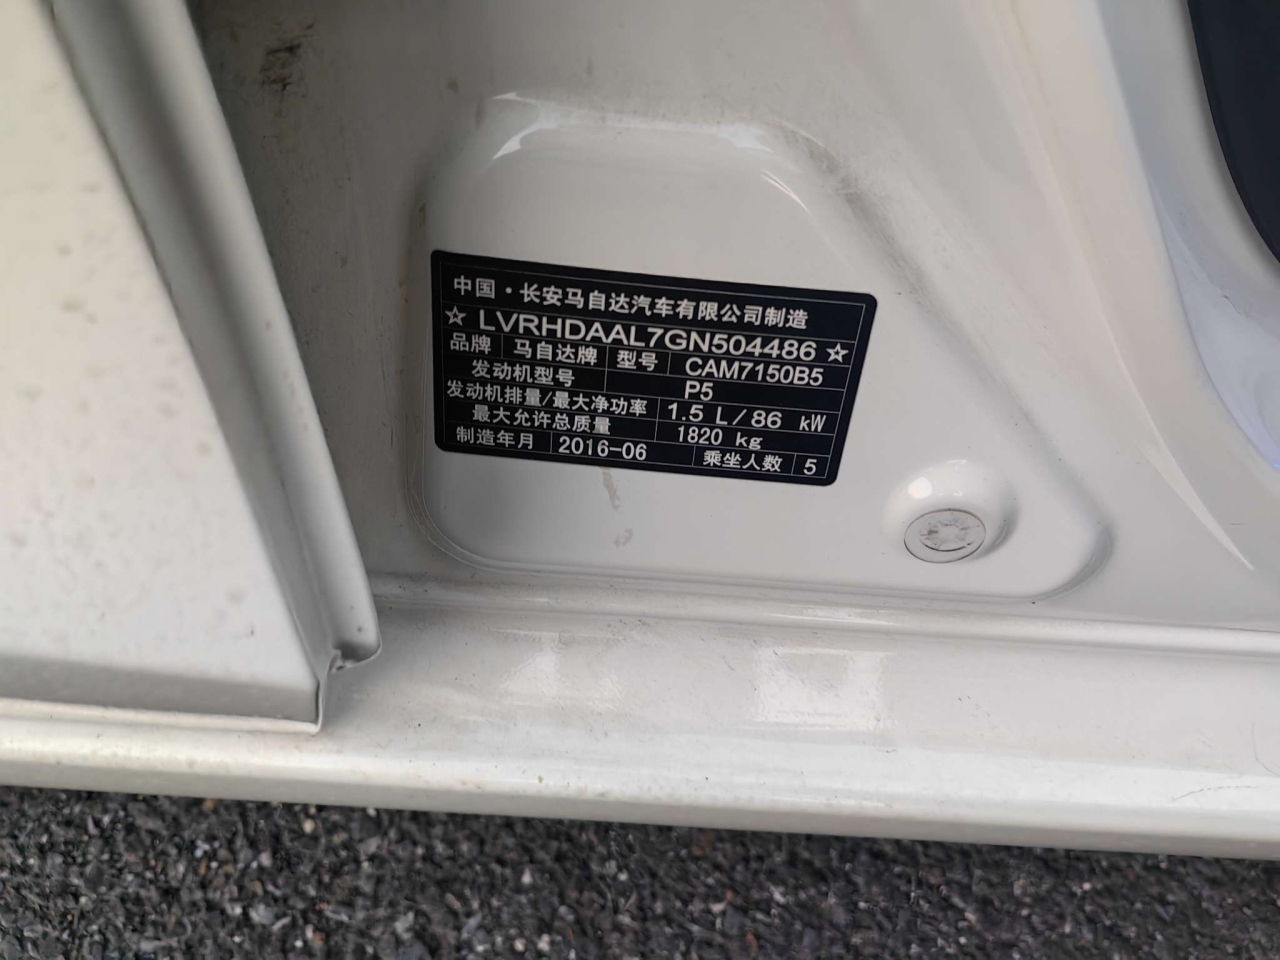 中国·长安马自达汽车有限公司制造
☆ LVRHDAAL7GN504486 ☆
品牌 马自达牌 型号 CAM7150B5
发动机型号 P5
发动机排量/最大净功率 1.5 L/86 kW
最大允许总质量 1820 kg
制造年月 2016-06 乘坐人数 5